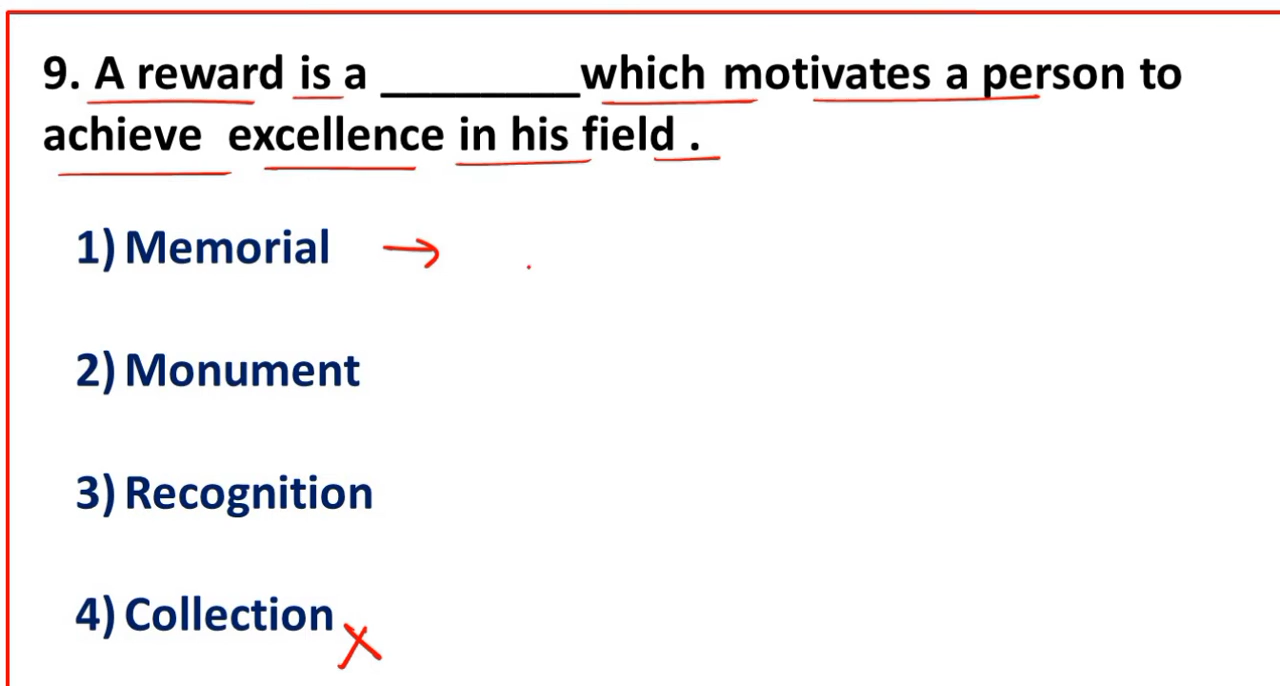 9. A reward is a ________which motivates a person to
achieve excellence in his field .
1) Memorial →
2) Monument
3) Recognition
4) Collection